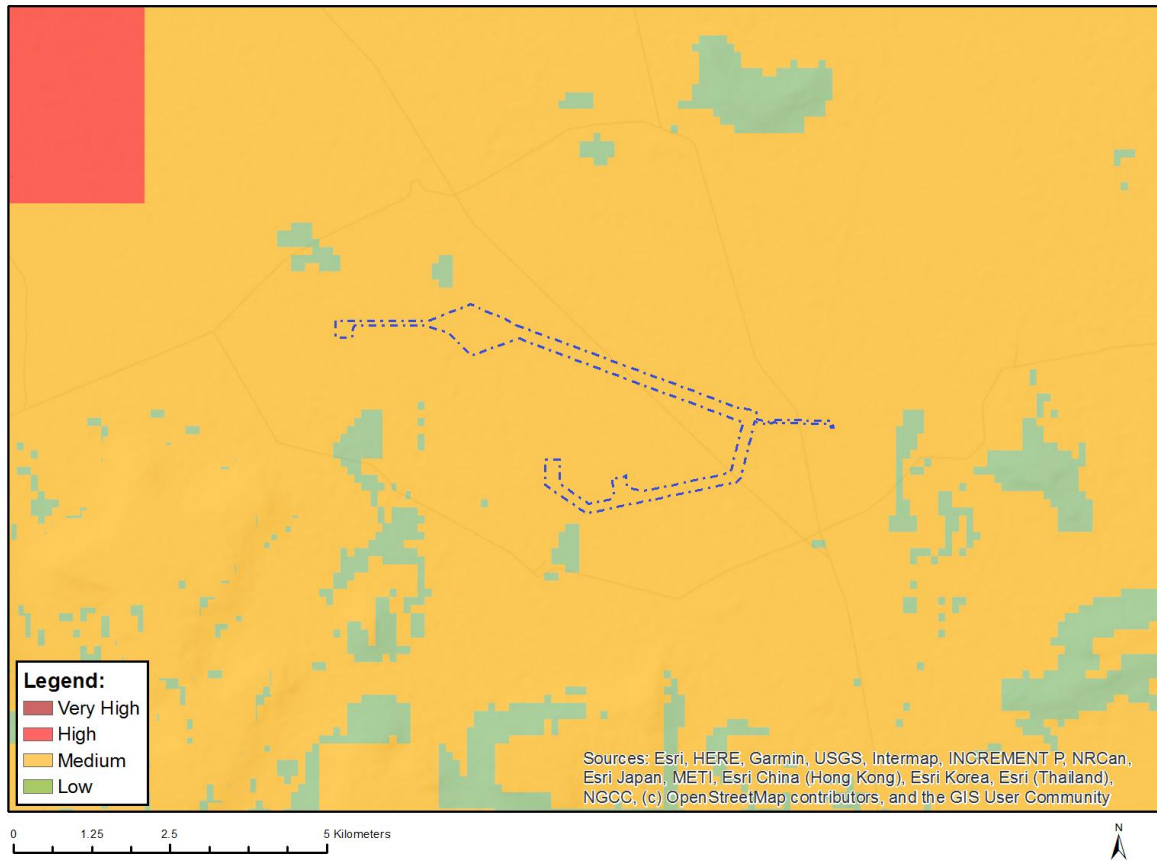 Legend:
Very High
High
Medium
Low
Sources: Esri, HERE, Garmin, USGS, Intermap, INCREMENT P, NRCan,
Esri Japan, METI, Esri China (Hong Kong), Esri Korea, Esri (Thailand),
NGCC, (c) OpenStreetMap contributors, and the GIS User Community
0 1.25 2.5 5 Kilometers
N